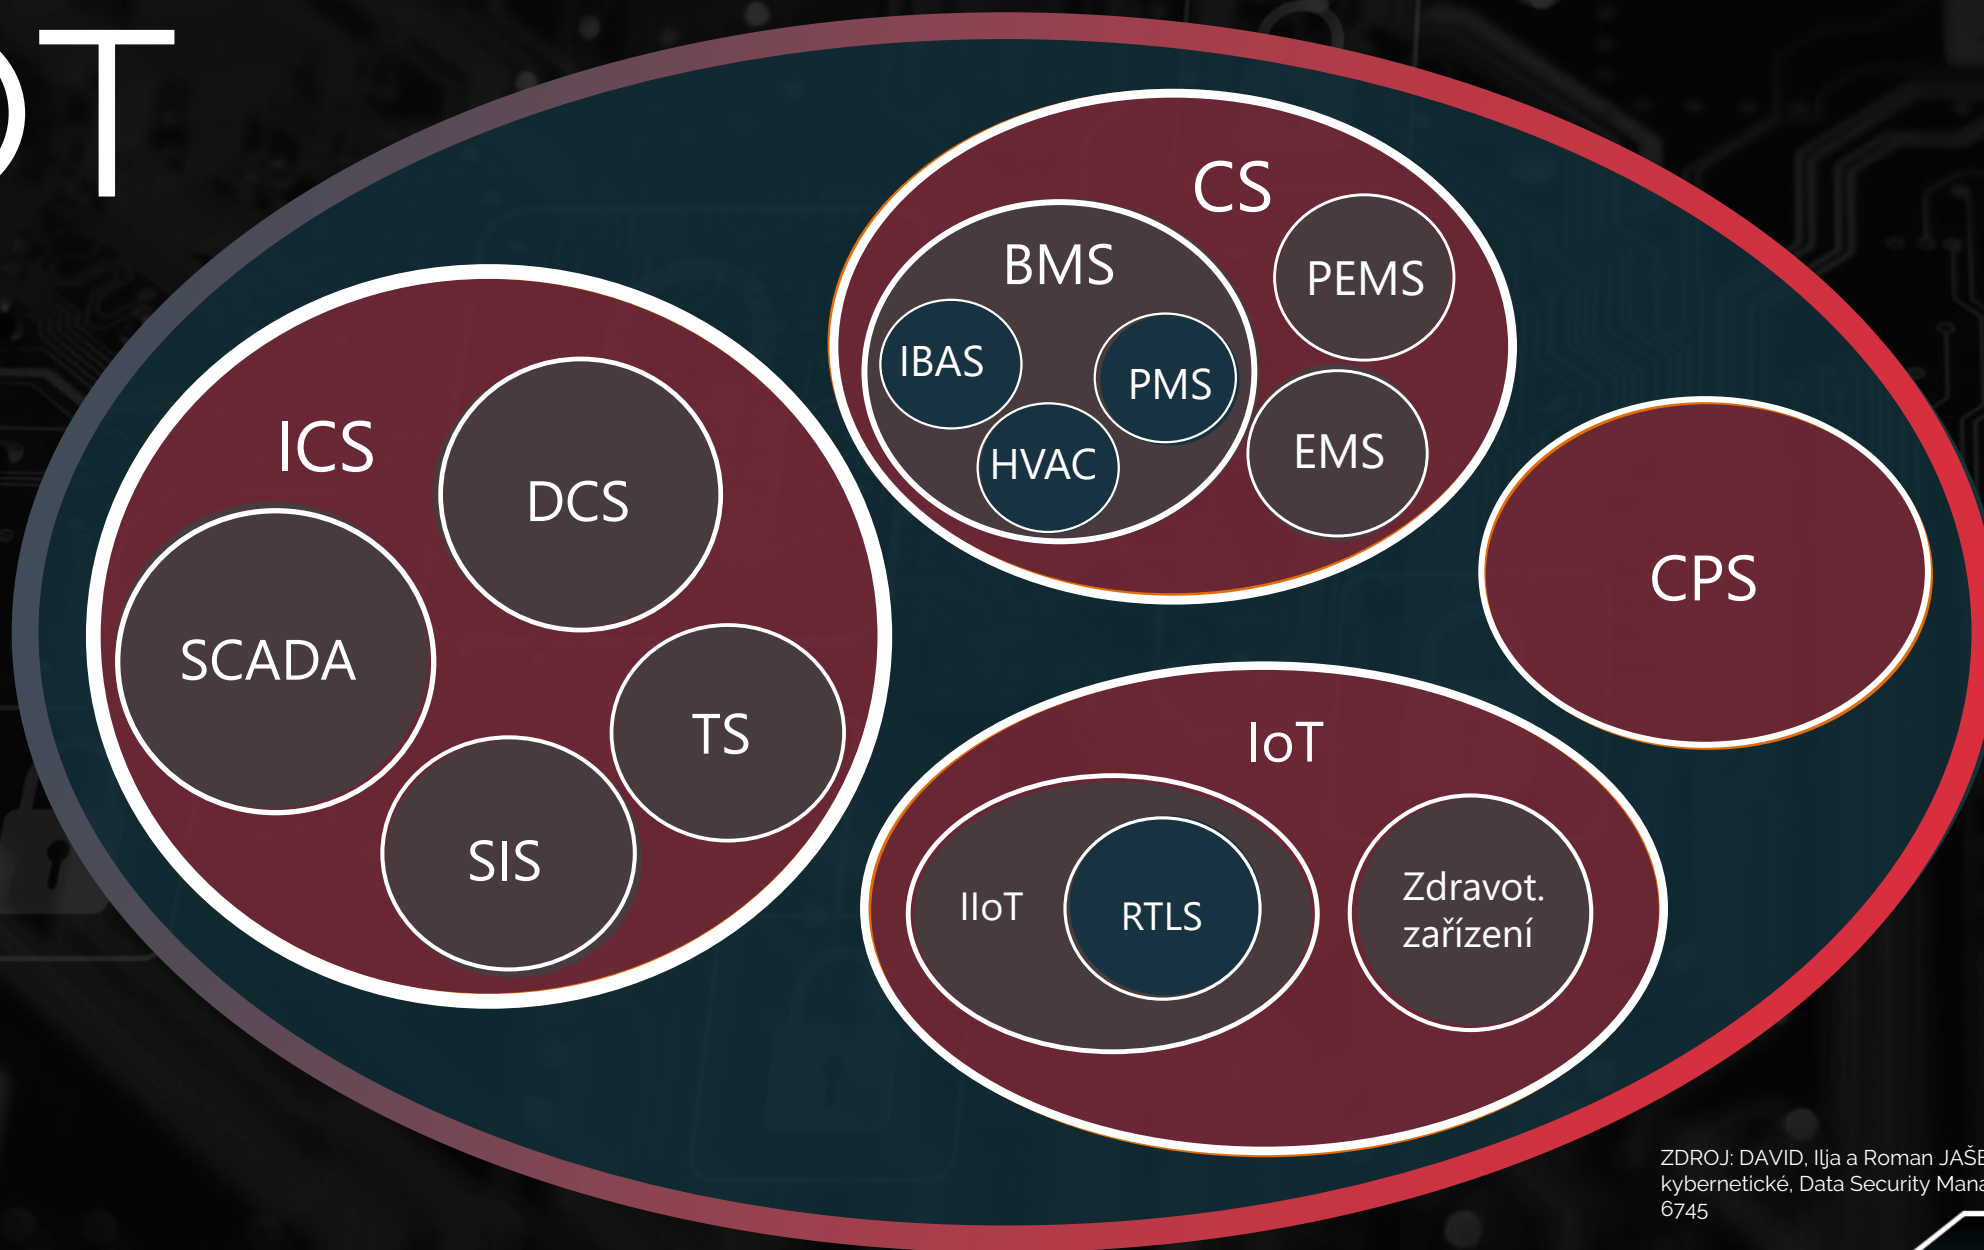 OT
CS
BMS
PEMS
IBAS
PMS
HVAC
EMS
ICS
DCS
SCADA
TS
SIS
CPS
IoT
IIoT
RTLS
Zdravot.
zařízení
ZDROJ: DAVID, Ilja a Roman
kybernetické, Data Security
6745